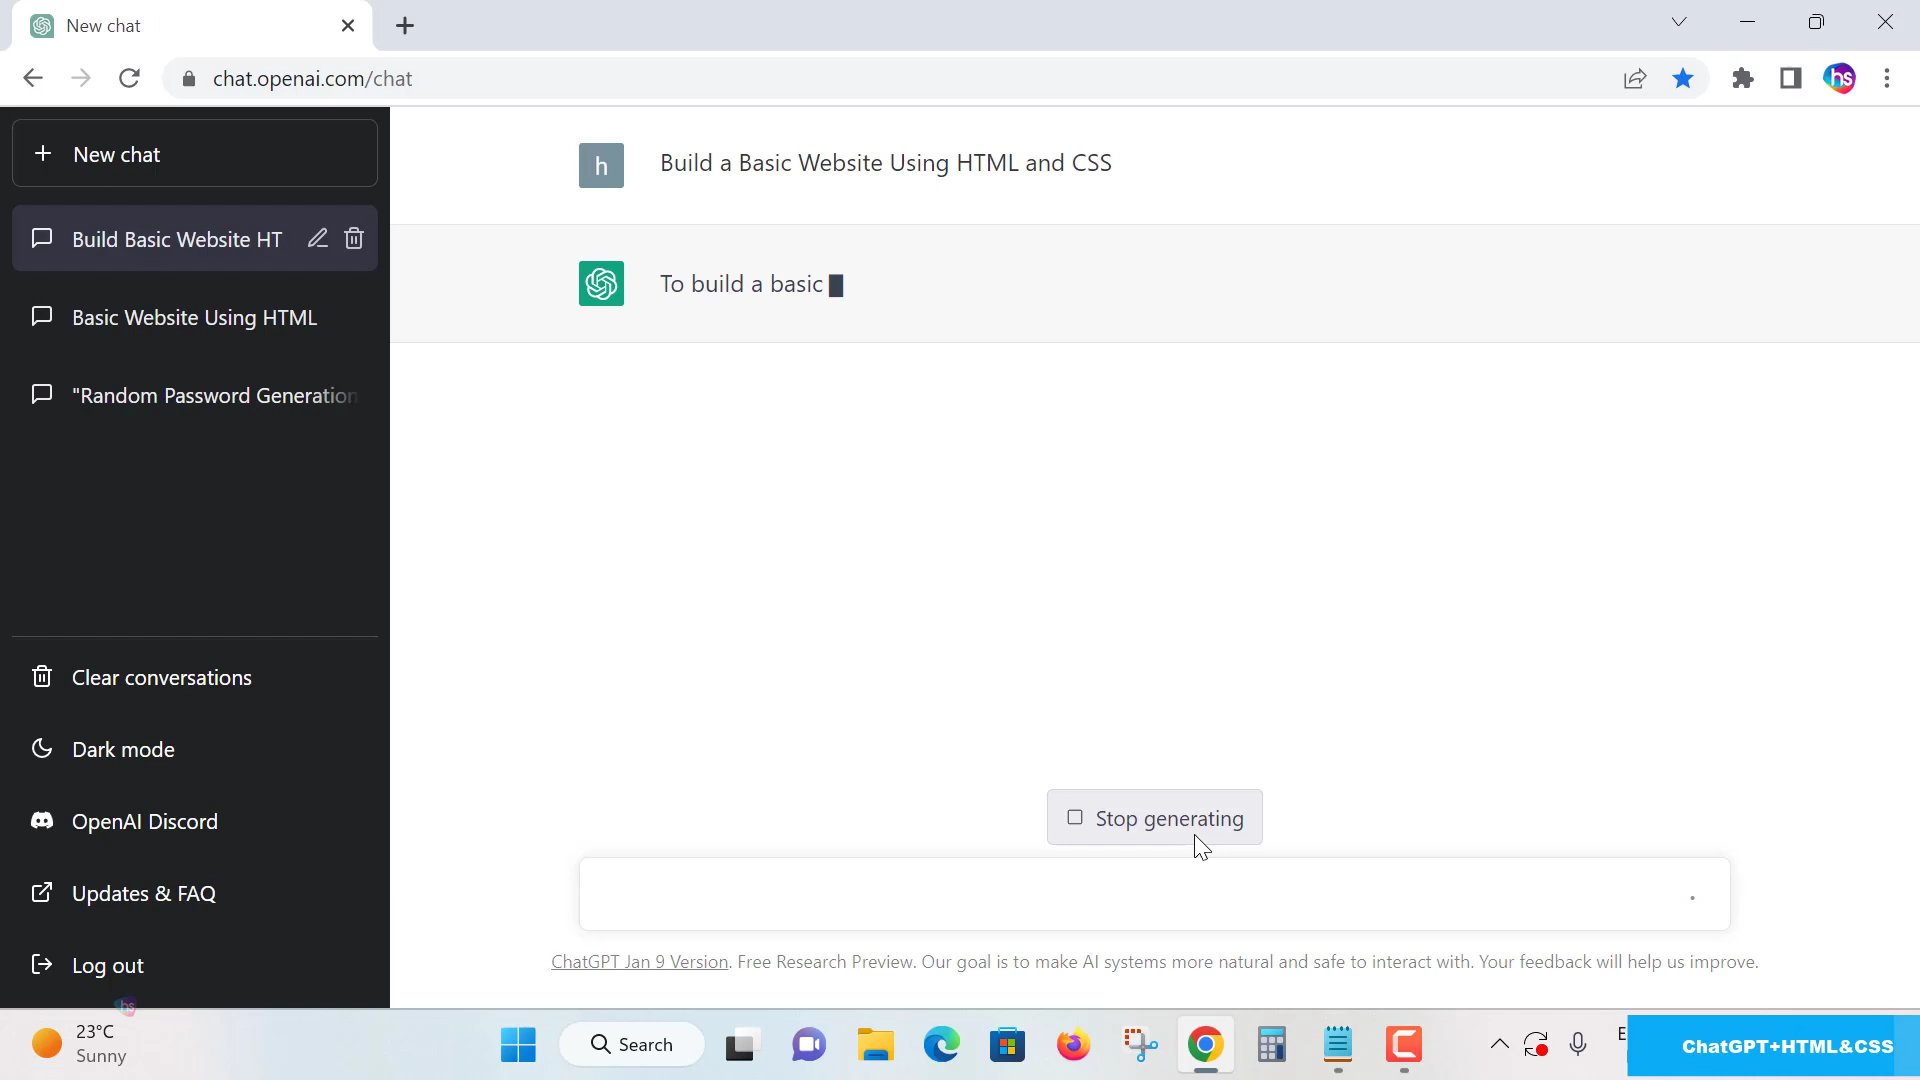 New chat
chat.openai.com/chat
hs
New chat
Build Basic Website HT
Basic Website Using HTML
"Random Password Generation
Clear conversations
Dark mode
OpenAI Discord
Updates & FAQ
Log out
h
Build a Basic Website Using HTML and CSS
To build a basic
Stop generating
ChatGPT Jan 9 Version. Free Research Preview. Our goal is to make AI systems more natural and safe to interact with. Your feedback will help us improve.
hs
23°C
Sunny
Search
E
ChatGPT+HTML&CSS